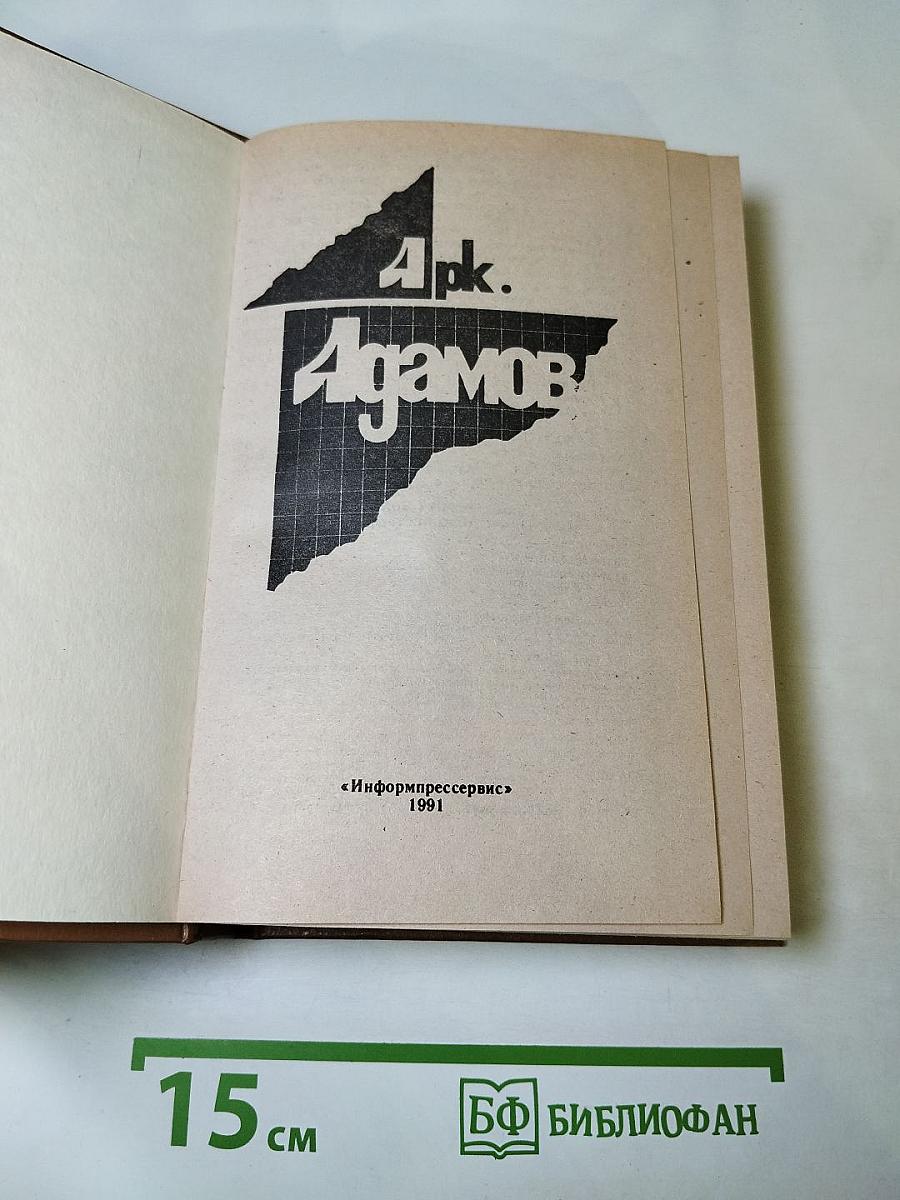 Арк.
Адамов
«Информпрессервис»
1991
15 см
БФ БИБЛИОФАН